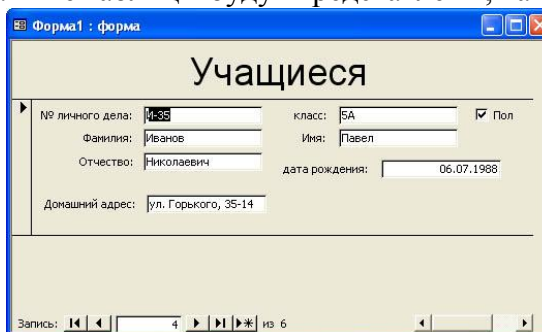 Форма1 : форма
Учащиеся
№ личного дела: И-35 класс: 5А Пол
Фамилия: Иванов Имя: Павел
Отчество: Николаевич дата рождения: 06.07.1988
Домашний адрес: ул. Горького, 35-14
Запись: 4 из 6